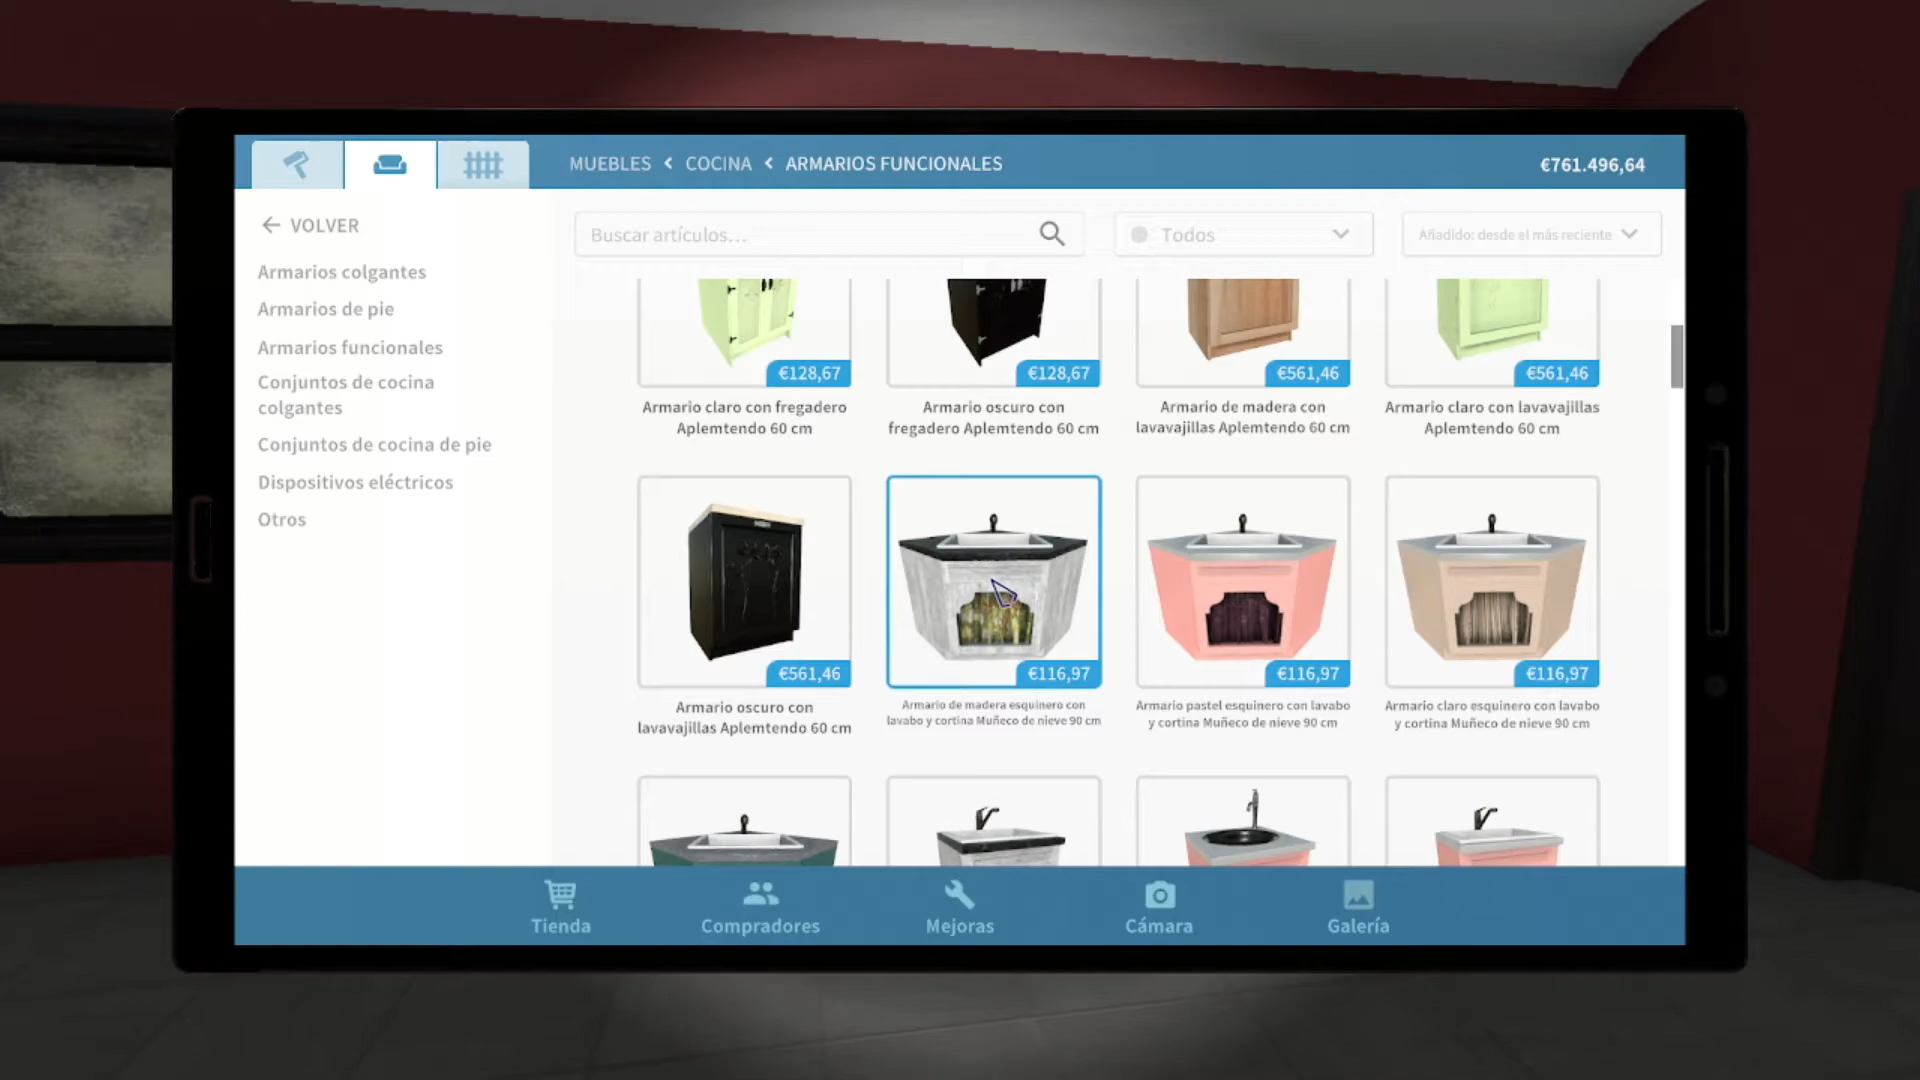 MUEBLES < COCINA < ARMARIOS FUNCIONALES
€761.496,64
VOLVER
Armarios colgantes
Armarios de pie
Armarios funcionales
Conjuntos de cocina
colgantes
Conjuntos de cocina de pie
Dispositivos eléctricos
Otros
Buscar artículos...
Todos
Añadido: desde el más reciente
€128,67
€128,67
€561,46
€561,46
Armario claro con fregadero
Aplemtendo 60 cm
Armario oscuro con
fregadero Aplemtendo 60 cm
Armario de madera con
lavavajillas Aplemtendo 60 cm
Armario claro con lavavajillas
Aplemtendo 60 cm
€561,46
€116,97
€116,97
€116,97
Armario oscuro con
lavavajillas Aplemtendo 60 cm
Armario de madera esquinero con
lavabo y cortina Muñeco de nieve 90 cm
Armario pastel esquinero con lavabo
y cortina Muñeco de nieve 90 cm
Armario claro esquinero con lavabo
y cortina Muñeco de nieve 90 cm
Tienda
Compradores
Mejoras
Cámara
Galería